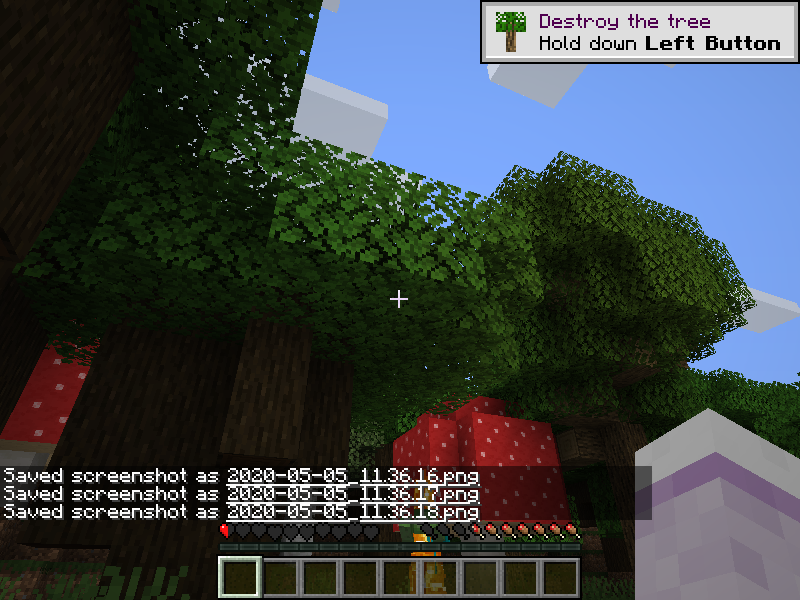 Destroy the tree
Hold down Left Button
Saved screenshot as 2020-05-05_11.36.16.png
Saved screenshot as 2020-05-05_11.36.17.png
Saved screenshot as 2020-05-05_11.36.18.png